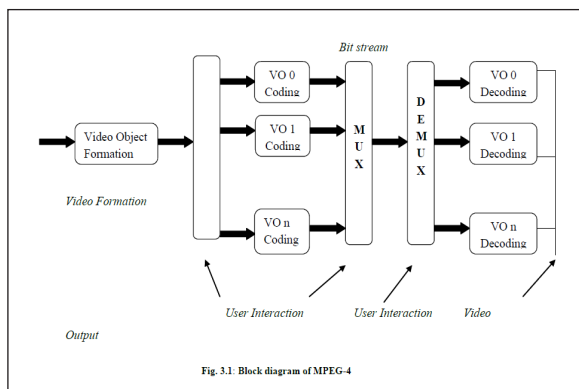 Bit stream
VO 0
Coding
VO 0
Decoding
Video Object
Formation
VO 1
Coding
M
U
X
D
E
M
U
X
VO 1
Decoding
Video Formation
VO n
Coding
VO n
Decoding
User Interaction
User Interaction
Video
Output
Fig. 3.1: Block diagram of MPEG-4